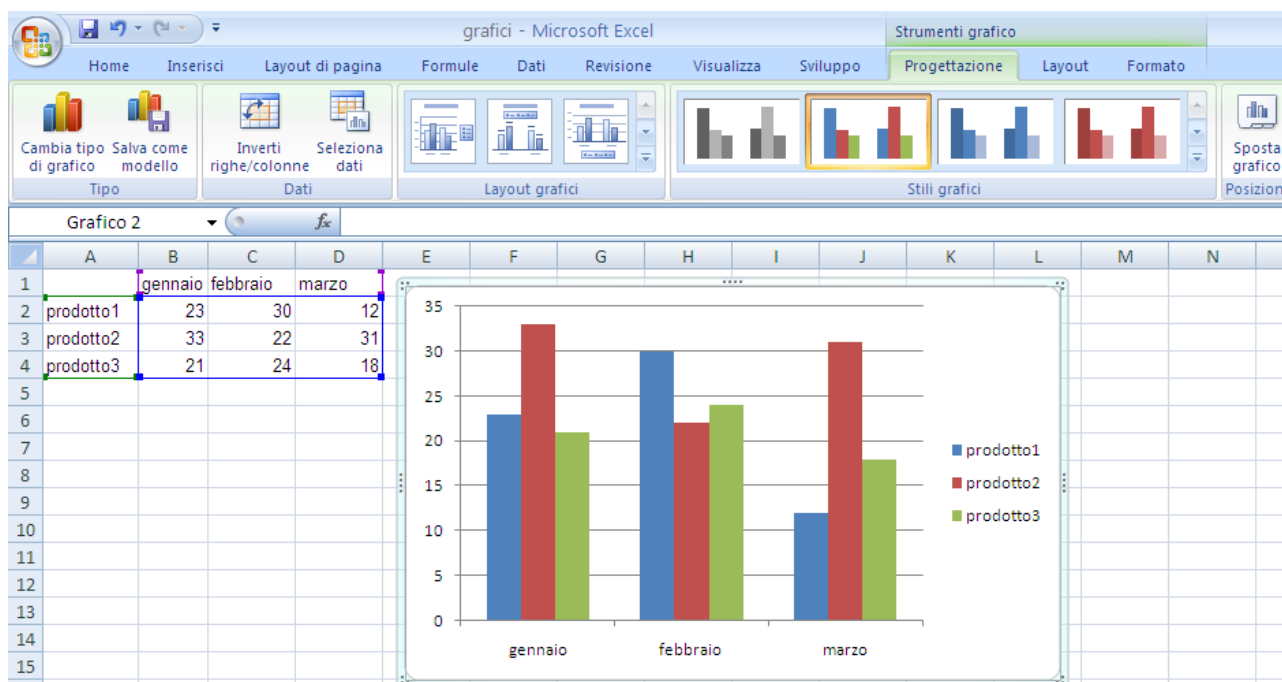 grafici - Microsoft Excel
Strumenti grafico
Home Inserisci Layout di pagina Formule Dati Revisione Visualizza Sviluppo Progettazione Layout Formato
Cambia tipo di grafico
Salva come modello
Inverti righe/colonne
Seleziona dati
Sposta grafico
Tipo Dati Layout grafici Stili grafici Posizion
Grafico 2 fx
A B C D E F G H I J K L M N
1 gennaio febbraio marzo
2 prodotto1 23 30 12
3 prodotto2 33 22 31
4 prodotto3 21 24 18
5
6
7
8
9
10
11
12
13
14
15
35
30
25
20
15
10
5
0
gennaio febbraio marzo
prodotto1
prodotto2
prodotto3